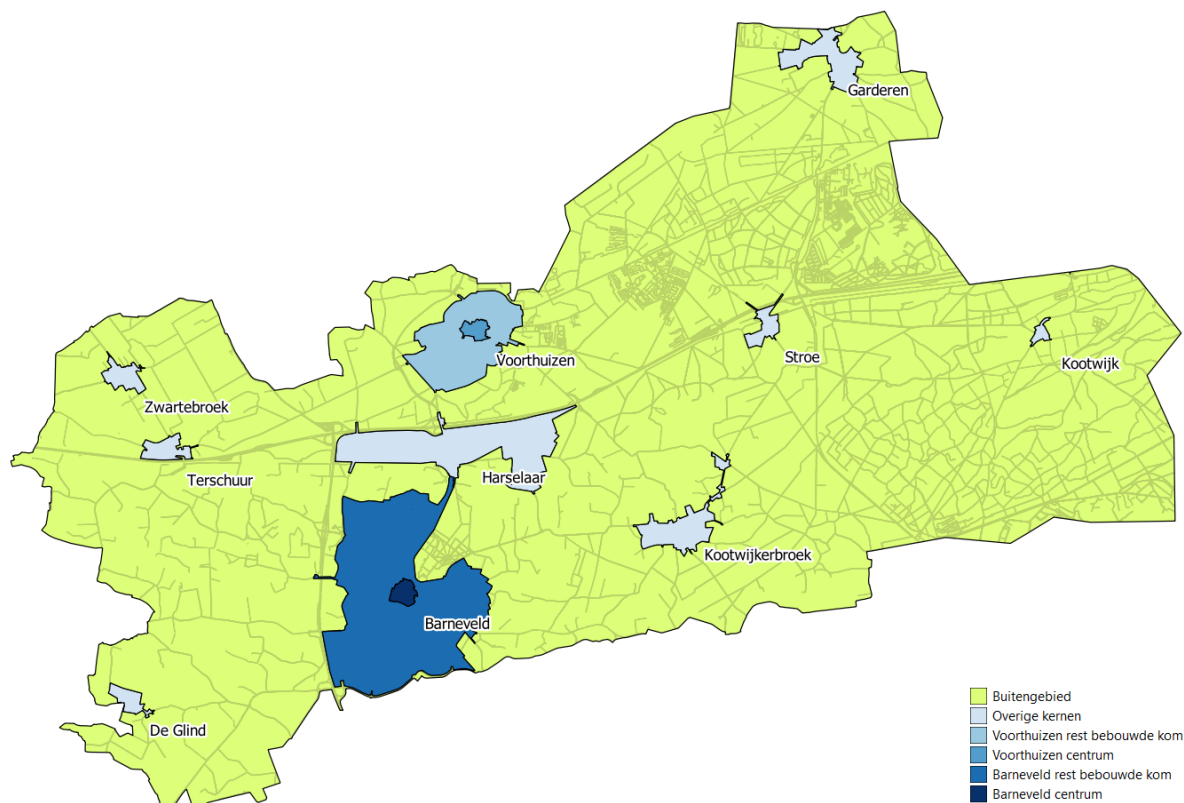 Garderen
Voorthuizen
Stroe
Kootwijk
Zwartebroek
Terschuur
Harselaar
Kootwijkerbroek
Barneveld
De Glind
Buitengebied
Overige kernen
Voorthuizen rest bebouwde kom
Voorthuizen centrum
Barneveld rest bebouwde kom
Barneveld centrum